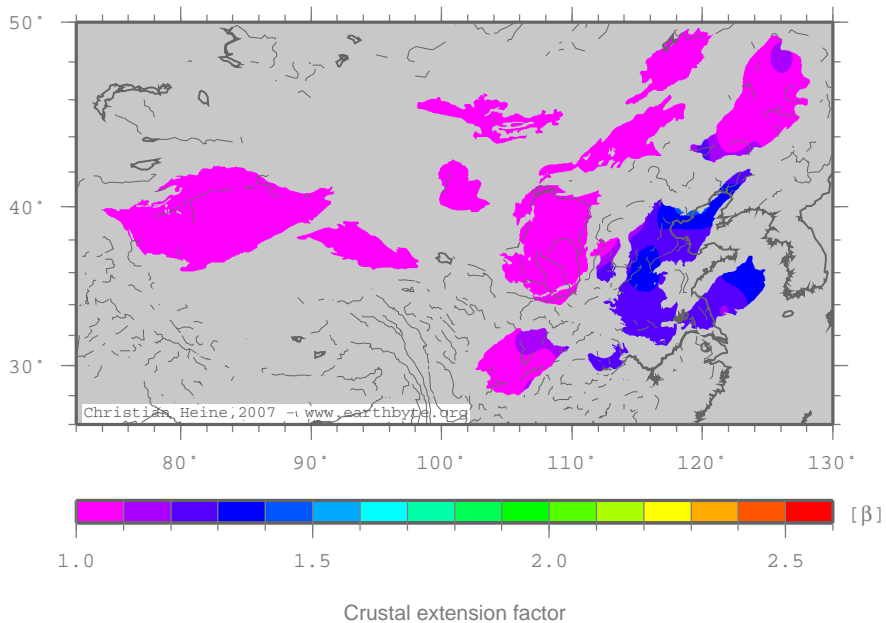 50°
40°
30°
Christian Heine,2007 - www.earthbyte.org
80° 90° 100° 110° 120° 130°
[β]
1.0 1.5 2.0 2.5
Crustal extension factor